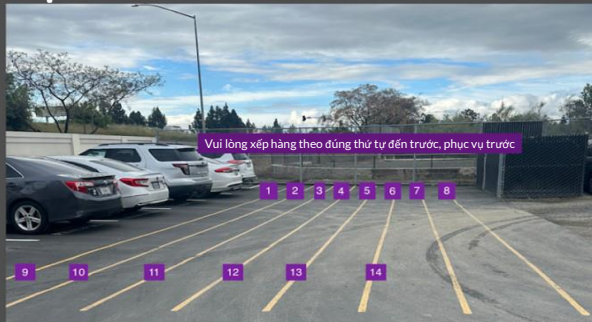 Vui lòng xếp hàng theo đúng thứ tự đến trước, phục vụ trước
1 2 3 4 5 6 7 8
9 10 11 12 13 14